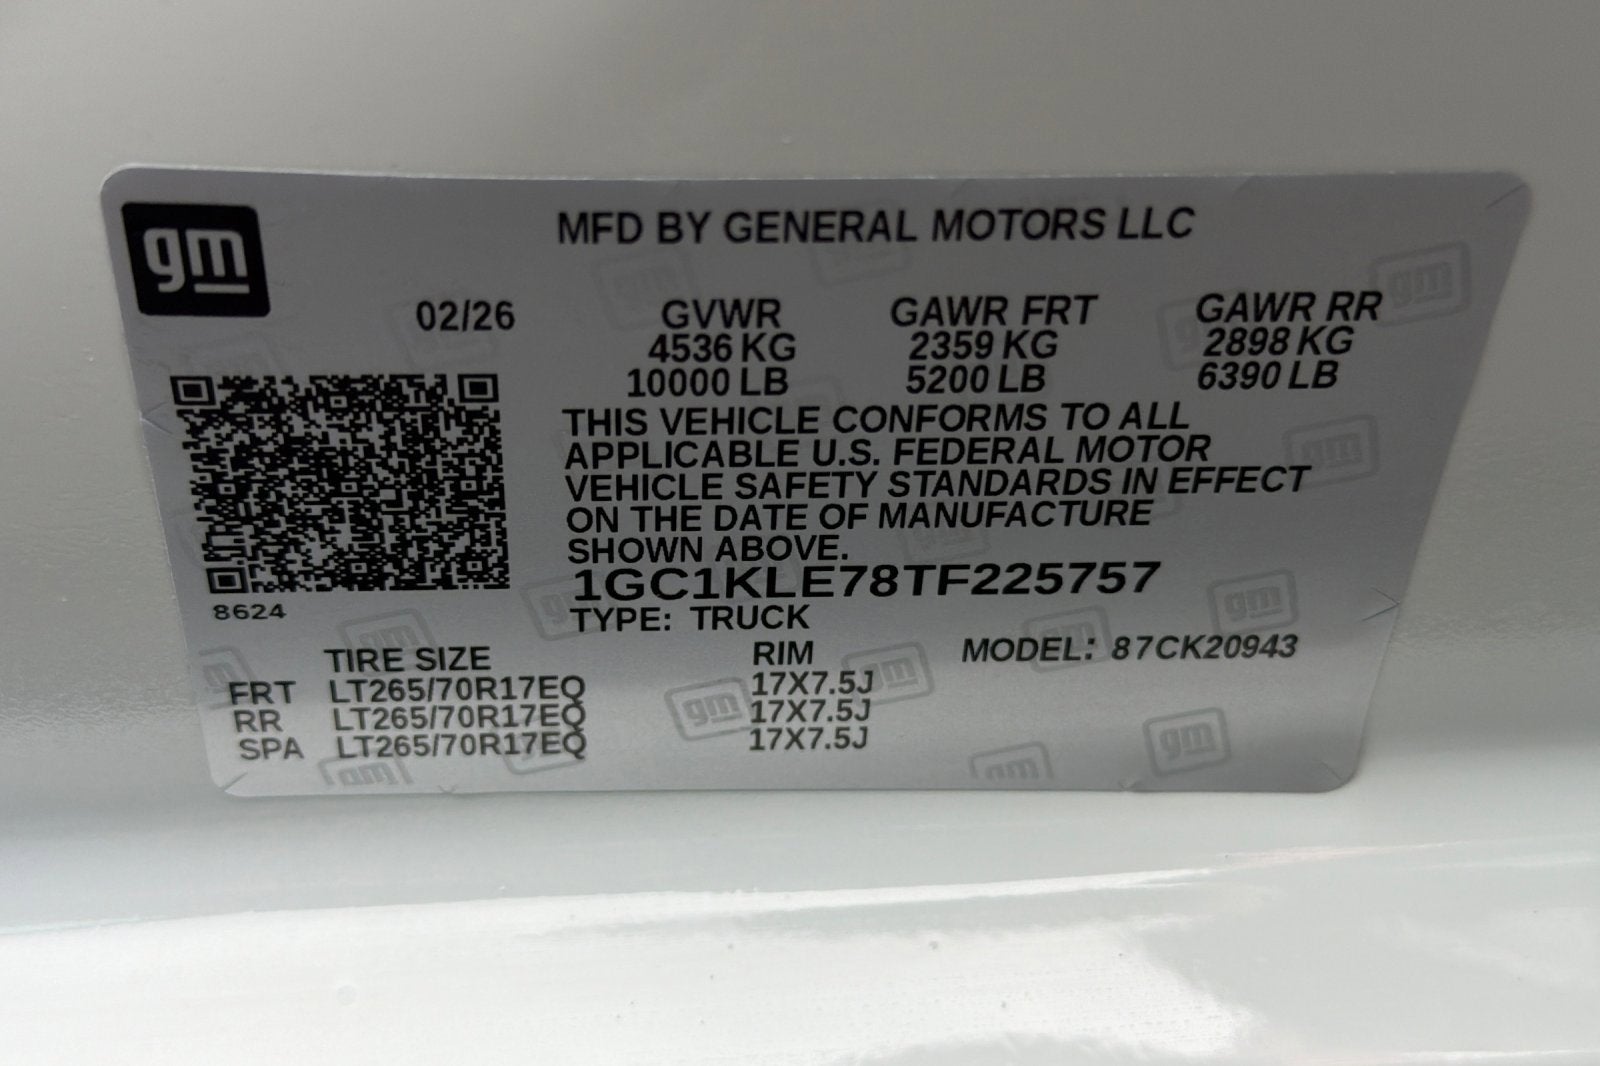 gm
MFD BY GENERAL MOTORS LLC
02/26
GVWR GAWR FRT GAWR RR
4536 KG 2359 KG 2898 KG
10000 LB 5200 LB 6390 LB
THIS VEHICLE CONFORMS TO ALL
APPLICABLE U.S. FEDERAL MOTOR
VEHICLE SAFETY STANDARDS IN EFFECT
ON THE DATE OF MANUFACTURE
SHOWN ABOVE.
1GC1KLE78TF225757
8624
TYPE: TRUCK
TIRE SIZE RIM MODEL: 87CK20943
FRT LT265/70R17EQ 17X7.5J
RR LT265/70R17EQ 17X7.5J
SPA LT265/70R17EQ 17X7.5J